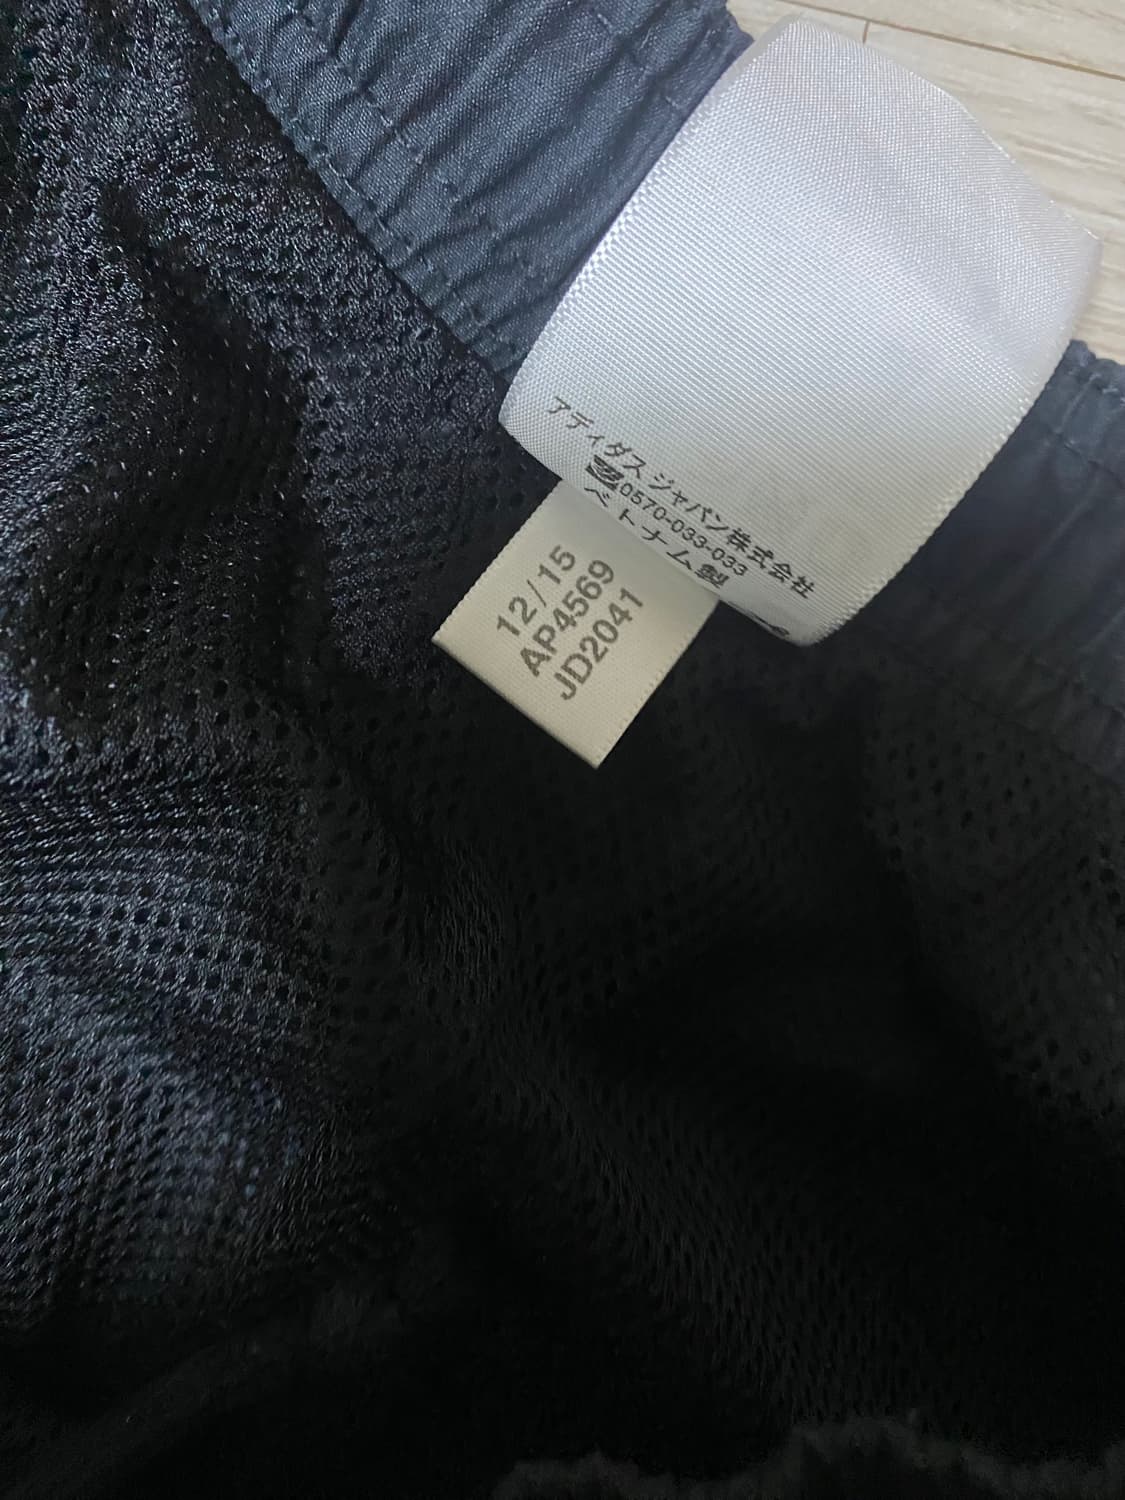 アディダス ジャパン株式会社
0570-033-033
ベトナム製
12/15
AP4569
JD2041